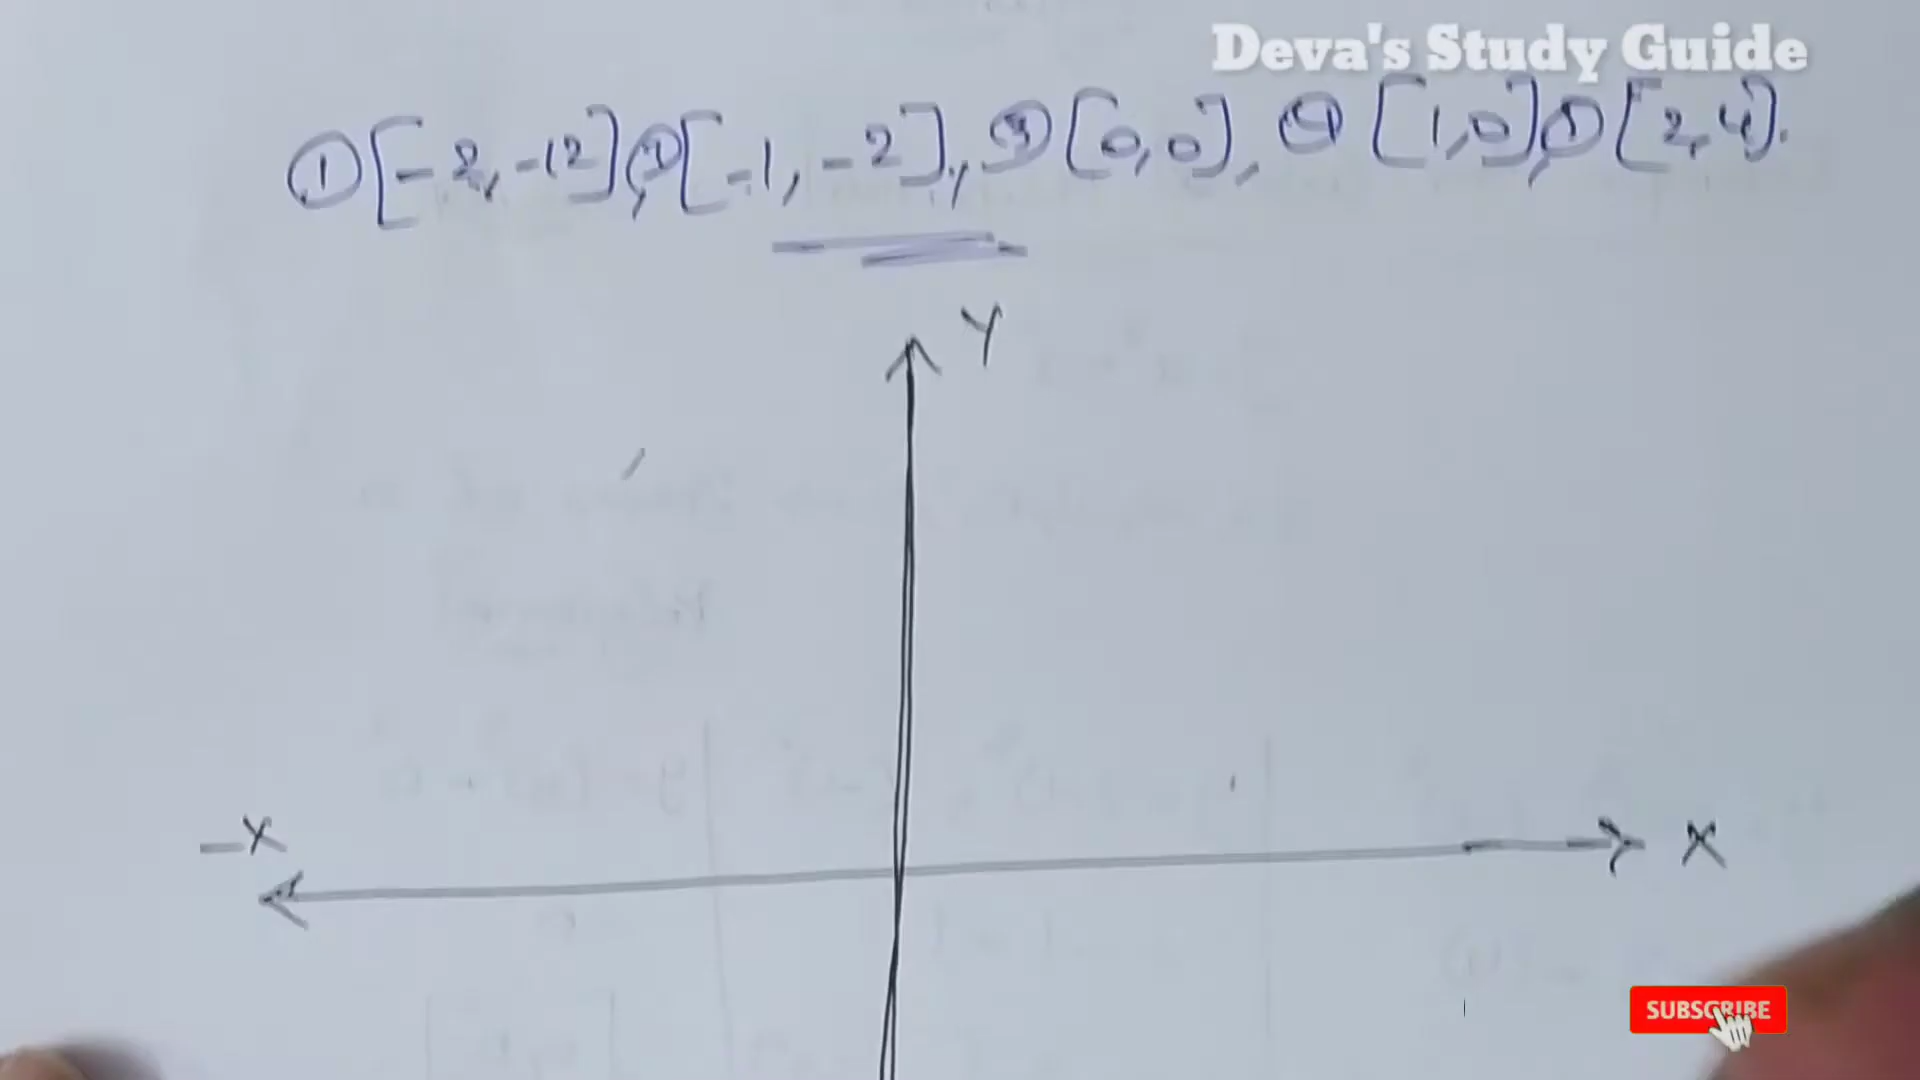 Deva's Study Guide
① [-2, -12], ② [-1, -2], ③ [0,0], ④ [1,0], ⑤ [2,4].
Y
-X
X
SUBSCRIBE